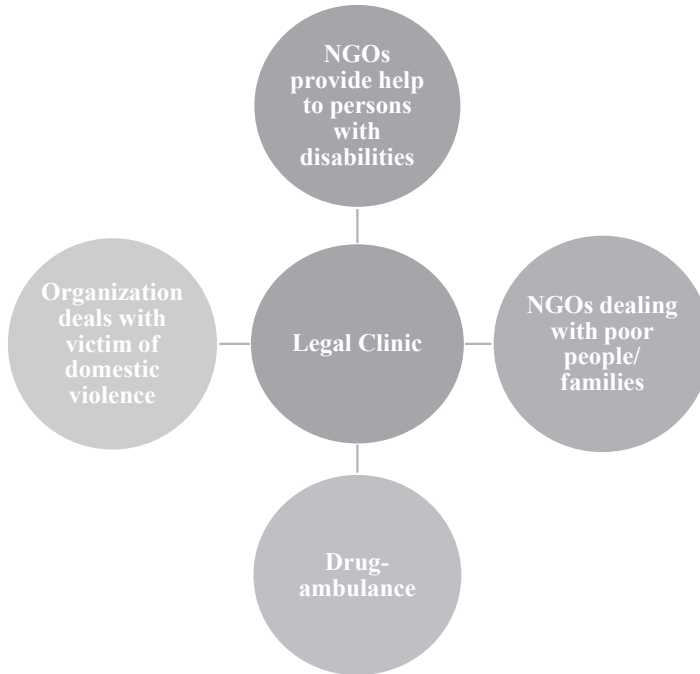 NGOs
provide help
to persons
with
disabilities
Organization
deals with
victim of
domestic
violence
Legal Clinic
NGOs dealing
with poor
people/
families
Drug-
ambulance